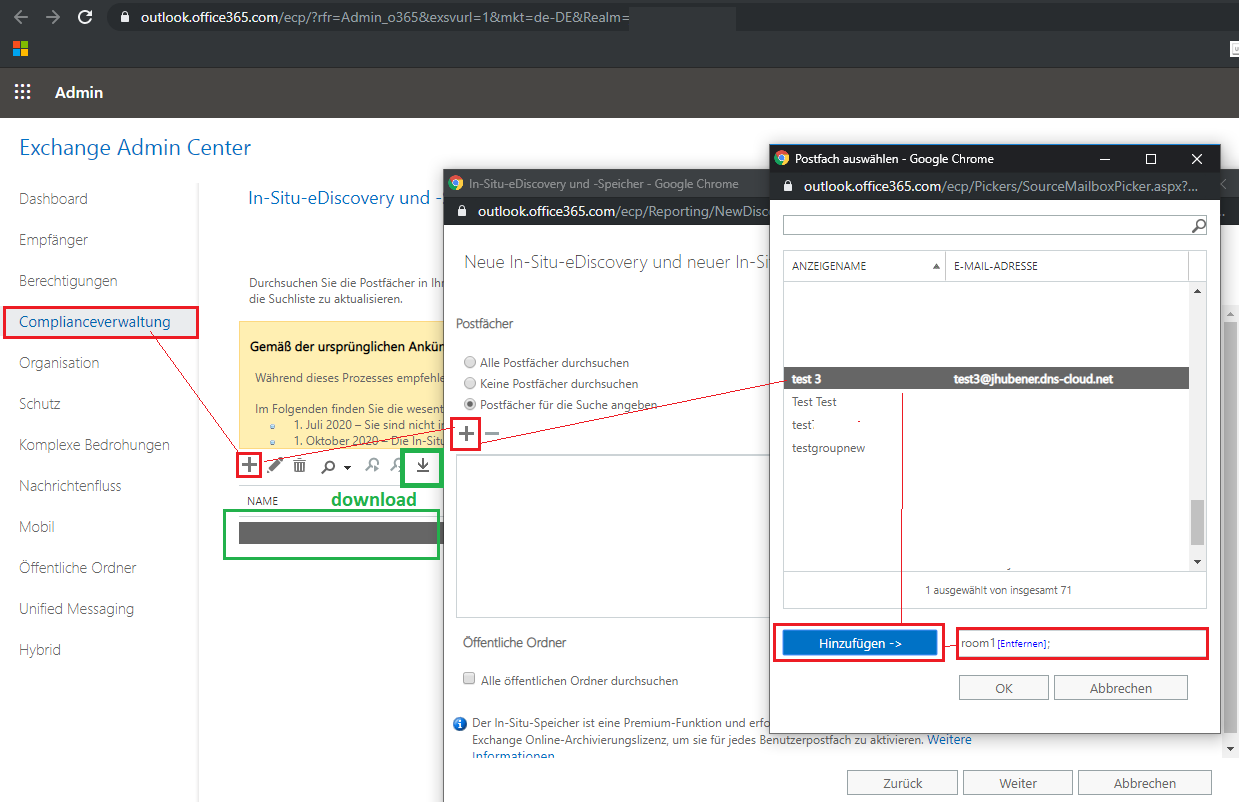 outlook.office365.com/ecp/?rfr=Admin_o365&exsvurl=1&mkt=de-DE&Realm=
Admin
Exchange Admin Center
Dashboard
Empfänger
Berechtigungen
Complianceverwaltung
Organisation
Schutz
Komplexe Bedrohungen
Nachrichtenfluss
Mobil
Öffentliche Ordner
Unified Messaging
Hybrid
In-Situ-eDiscovery und -
Durchsuchen Sie die Postfächer in Ihr
die Suchliste zu aktualisieren.
Gemäß der ursprünglichen Ankün
Während dieses Prozesses empfehle
Im Folgenden finden Sie die wesent
1. Juli 2020 – Sie sind nicht in
1. Oktober 2020 – Die In-Situ
NAME
download
In-Situ-eDiscovery und -Speicher - Google Chrome
outlook.office365.com/ecp/Reporting/NewDisco
Neue In-Situ-eDiscovery und neuer In-Si
Postfächer
Alle Postfächer durchsuchen
Keine Postfächer durchsuchen
Postfächer für die Suche angeben
Öffentliche Ordner
Alle öffentlichen Ordner durchsuchen
Der In-Situ-Speicher ist eine Premium-Funktion und erfo
Exchange Online-Archivierungslizenz, um sie für jedes Benutzerpostfach zu aktivieren. Weitere
Informationen
Zurück
Weiter
Abbrechen
Postfach auswählen - Google Chrome
outlook.office365.com/ecp/Pickers/SourceMailboxPicker.aspx?...
ANZEIGENAME E-MAIL-ADRESSE
test 3 test3@jhubener.dns-cloud.net
Test Test
test
testgroupnew
1 ausgewählt von insgesamt 71
Hinzufügen ->
room1[Entfernen];
OK
Abbrechen